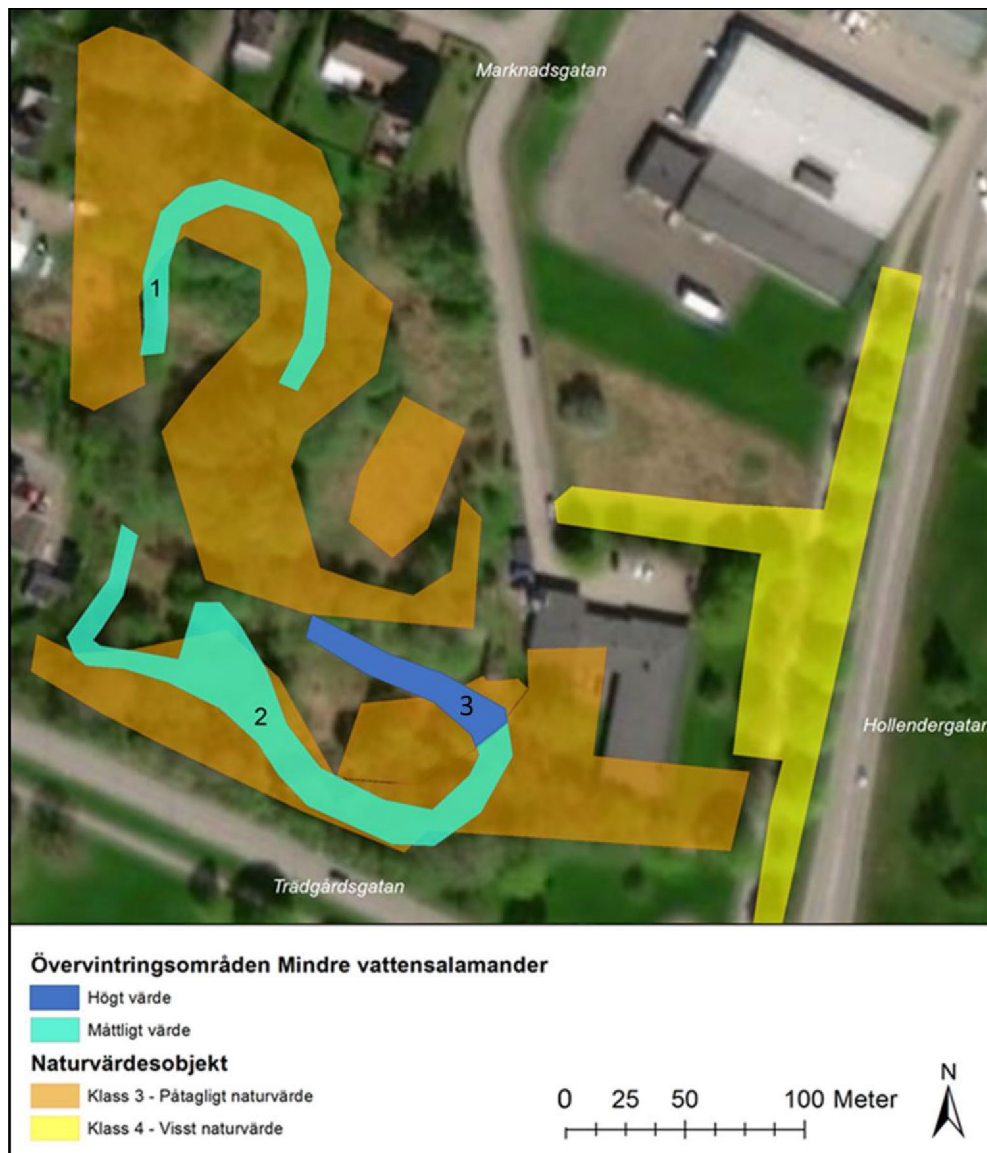 Marknadsgatan
1
2
3
Hollendergatan
Trädgårdsgatan
Övervintringsområden Mindre vattensalamander
Högt värde
Måttligt värde
Naturvärdesobjekt
Klass 3 - Påtagligt naturvärde
Klass 4 - Visst naturvärde
0 25 50 100 Meter
N